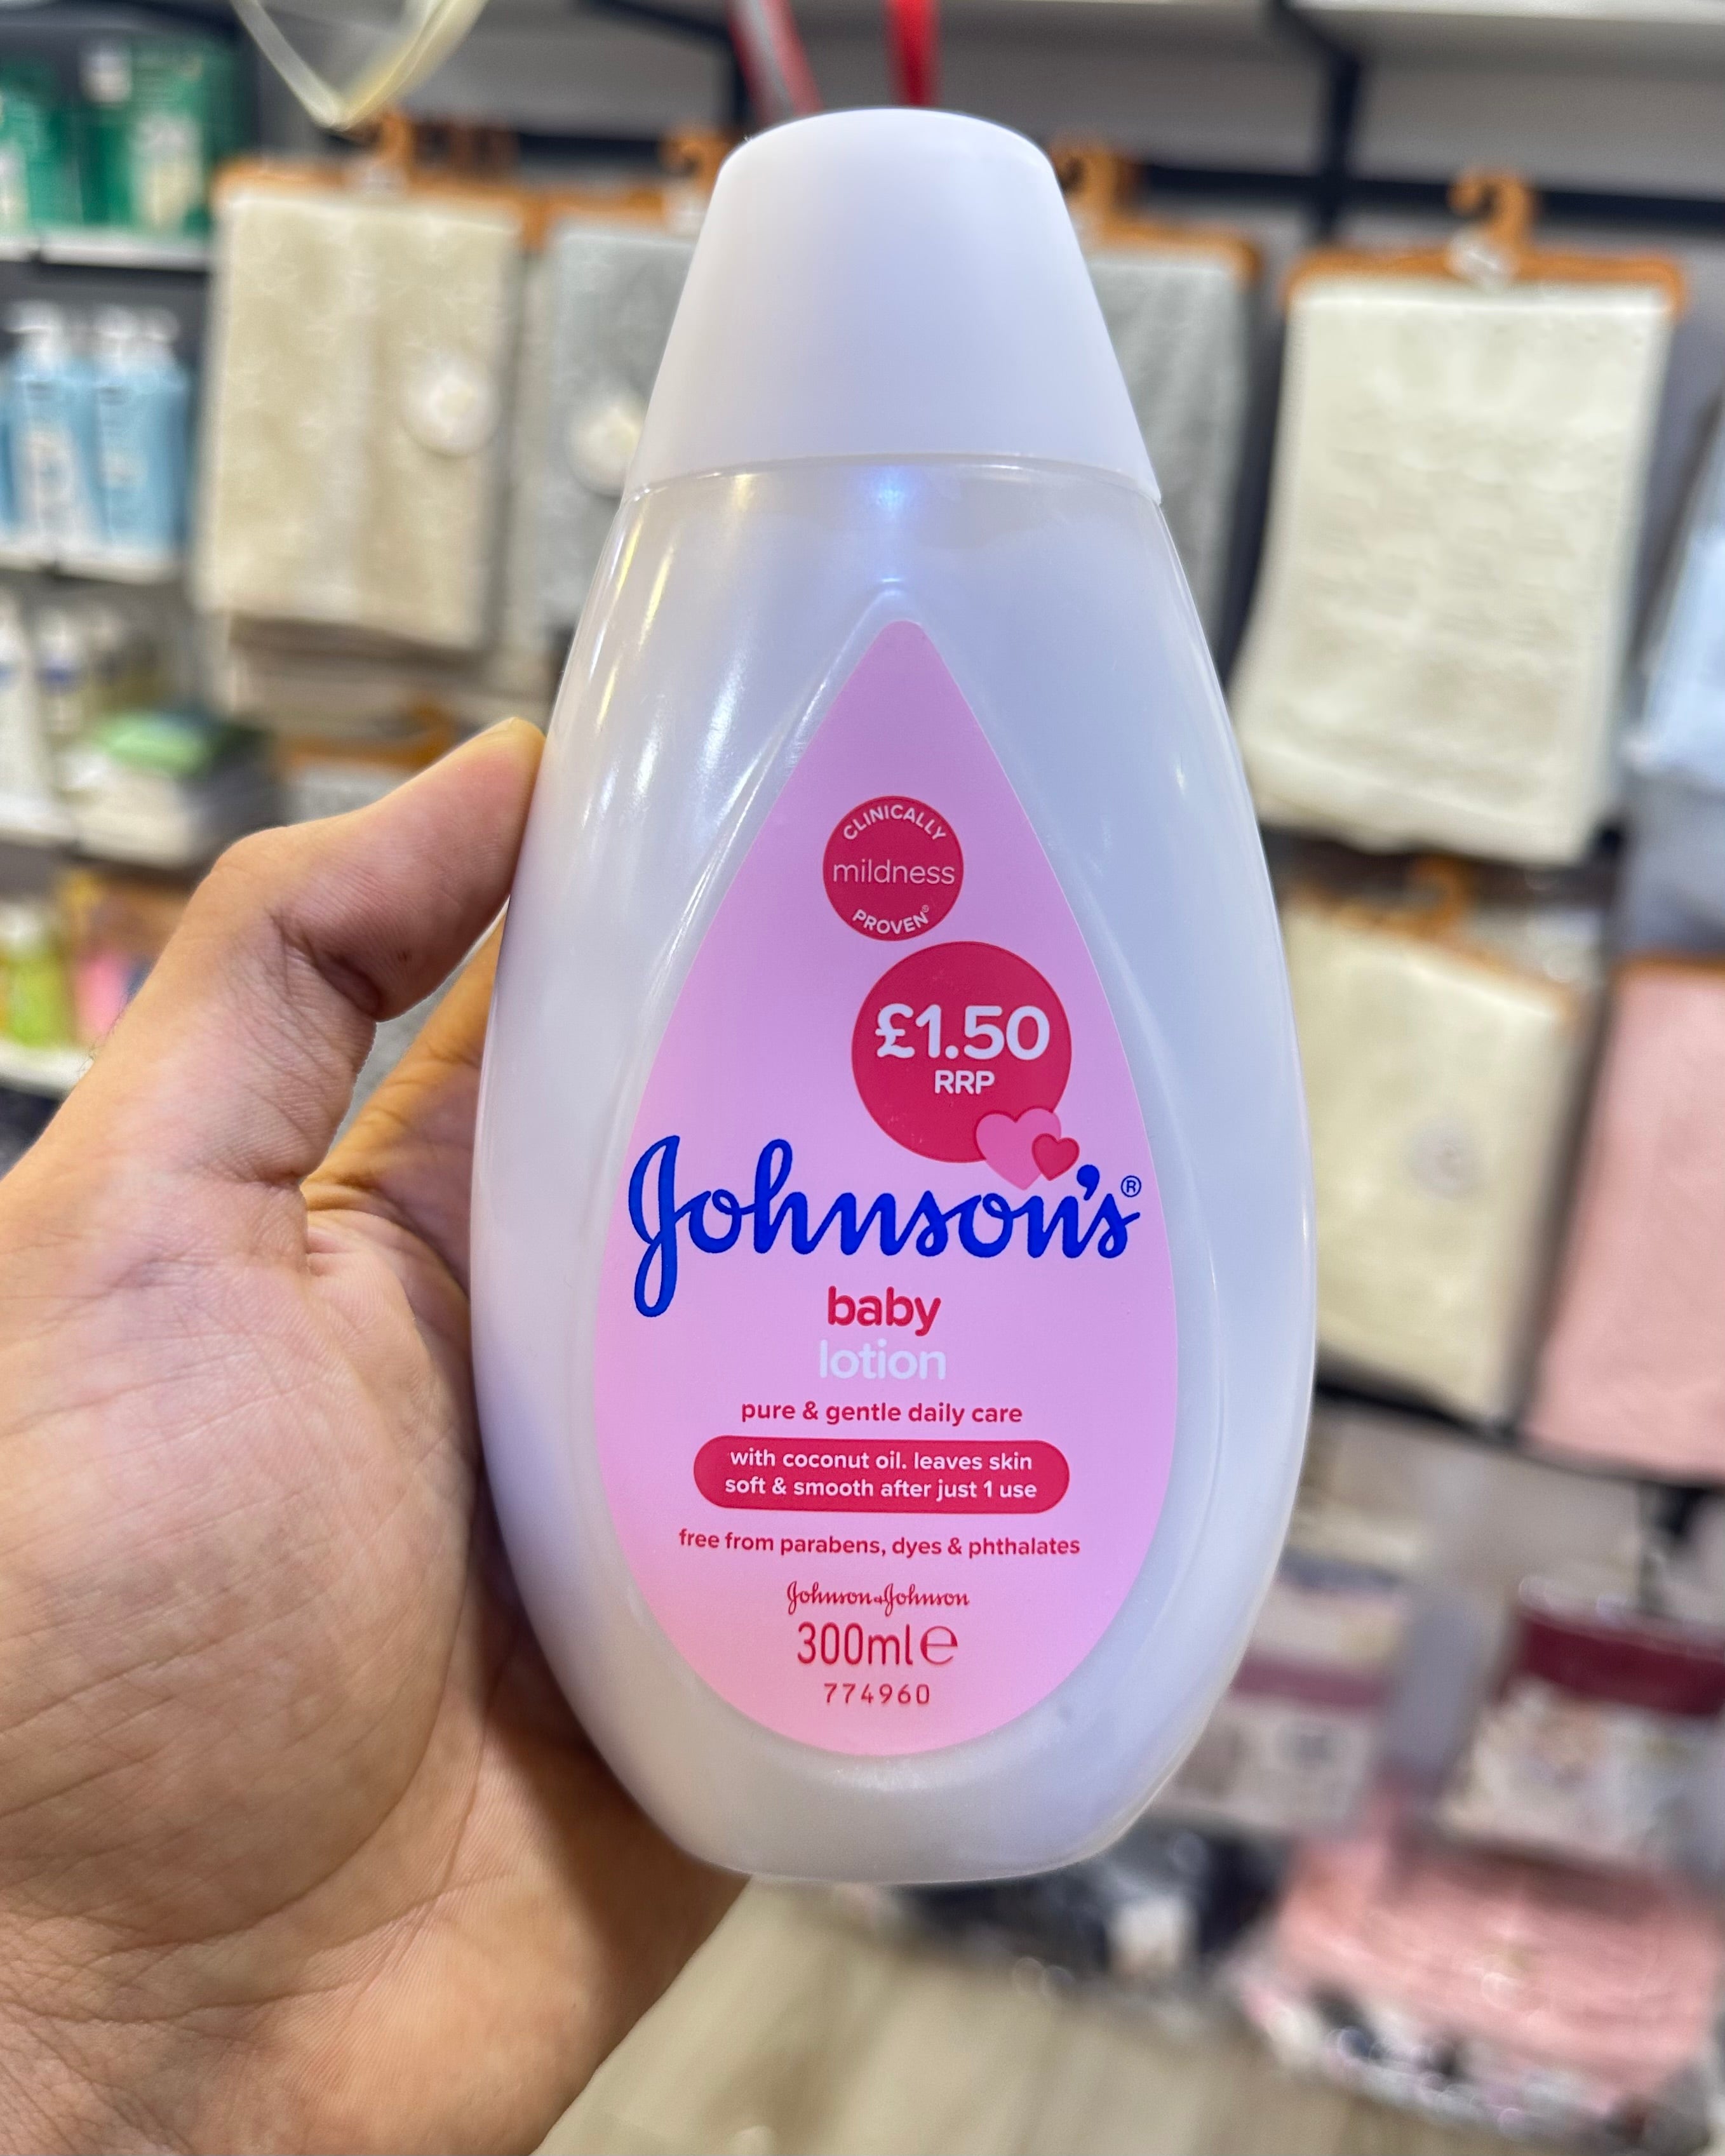 CLINICALLY
mildness
PROVEN®
£1.50
RRP
Johnson's®
baby
lotion
pure & gentle daily care
with coconut oil. leaves skin
soft & smooth after just 1 use
free from parabens, dyes & phthalates
Johnson & Johnson
300ml e
774960